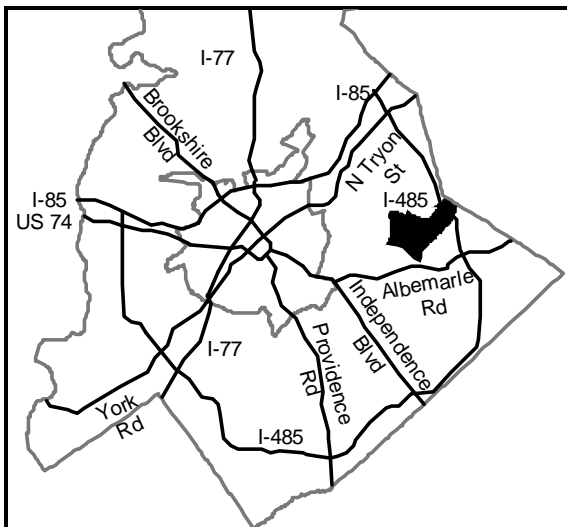 I-77
I-85
Brookshire
Blvd
N Tryon
St
I-485
I-85
US 74
Albemarle
Rd
Independence
Blvd
Providence
Rd
I-77
York
Rd
I-485